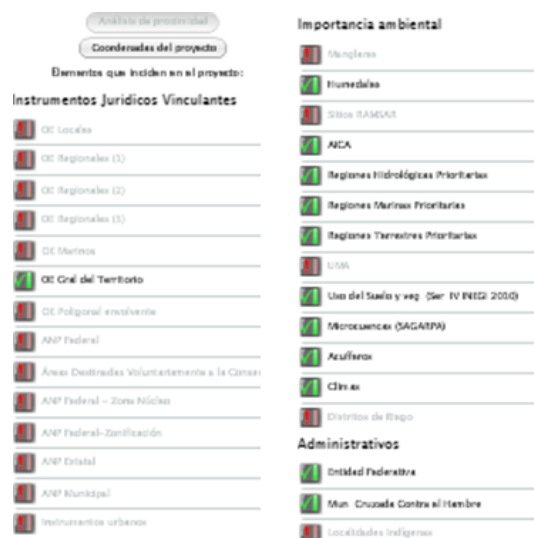 Análisis de proximidad
Coordenadas del proyecto
Elementos que inciden en el proyecto:
Instrumentos Jurídicos Vinculantes
OE Locales
OE Regionales (1)
OE Regionales (2)
OE Regionales (3)
OE Marinos
OE Gral del Territorio
OE Poligonal envolvente
ANP Federal
Áreas Destinadas Voluntariamente a la Conser
ANP Federal – Zona Núcleo
ANP Federal-Zonificación
ANP Estatal
ANP Municipal
Instrumentos urbanos
Importancia ambiental
Manglares
Humedales
Sitios RAMSAR
AICA
Regiones Hidrológicas Prioritarias
Regiones Marinas Prioritarias
Regiones Terrestres Prioritarias
UMA
Uso del Suelo y veg (Ser IV INEGI 2010)
Microcuencas (SAGARPA)
Acuíferos
Climas
Distritos de Riego
Administrativos
Entidad Federativa
Mun Cruzada Contra el Hambre
Localidades Indígenas